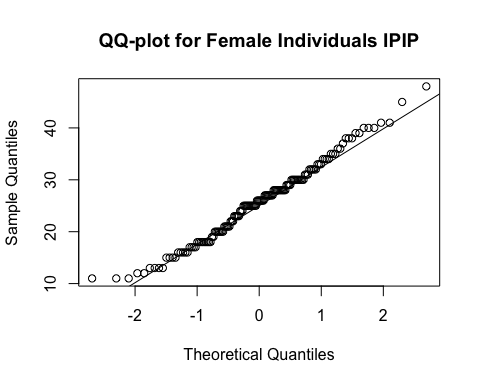 QQ-plot for Female Individuals IPIP
Sample Quantiles
40
30
20
10
-2 -1 0 1 2
Theoretical Quantiles